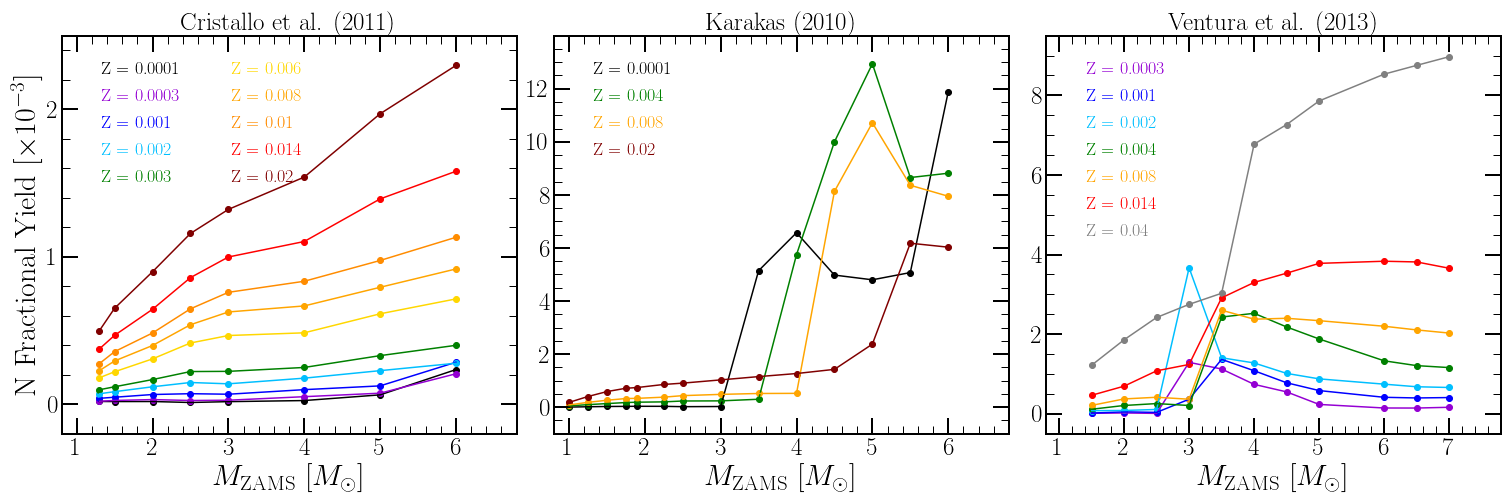 Cristallo et al. (2011)
Karakas (2010)
Ventura et al. (2013)
N Fractional Yield [×10⁻³]
0
1
2
Z = 0.0001
Z = 0.0003
Z = 0.001
Z = 0.002
Z = 0.003
Z = 0.006
Z = 0.008
Z = 0.01
Z = 0.014
Z = 0.02
1 2 3 4 5 6
M_ZAMS [M_⊙]
12
10
8
6
4
2
0
Z = 0.0001
Z = 0.004
Z = 0.008
Z = 0.02
1 2 3 4 5 6
M_ZAMS [M_⊙]
8
6
4
2
0
Z = 0.0003
Z = 0.001
Z = 0.002
Z = 0.004
Z = 0.008
Z = 0.014
Z = 0.04
1 2 3 4 5 6 7
M_ZAMS [M_⊙]